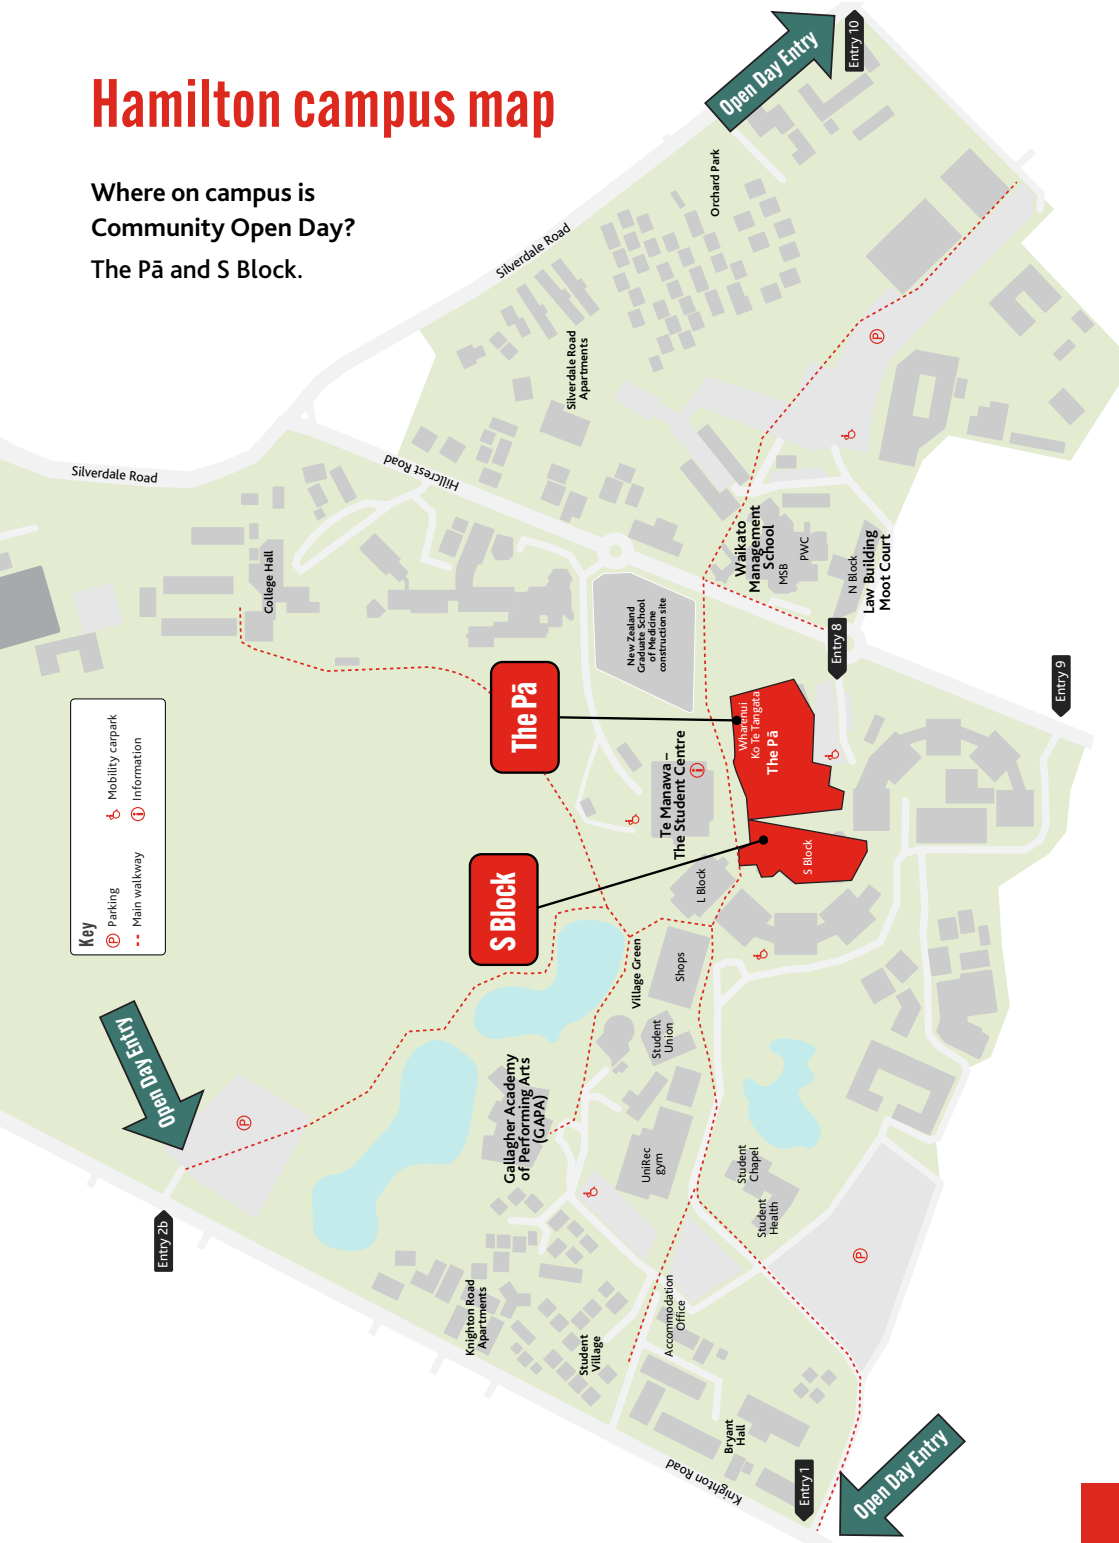 Hamilton campus map
Where on campus is
Community Open Day?
The Pā and S Block.
Open Day Entry
Entry 10
Orchard Park
Silverdale Road
Silverdale Road
Apartments
Silverdale Road
Hillcrest Road
College Hall
Waikato
Management
School
MSB
PWC
N Block
Law Building
Moot Court
New Zealand
Graduate School
of Medicine
construction site
Entry 8
Entry 9
The Pā
Wharenui
Ko Te Tangata
The Pā
Te Manawa –
The Student Centre
S Block
S Block
L Block
Key
Parking
Mobility carpark
Main walkway
Information
P
i
i
P
P
P
Village Green
Shops
Student
Union
Gallagher Academy
of Performing Arts
(GAPA)
UniRec
gym
Student
Chapel
Student
Health
Open Day Entry
Entry 2b
Knighton Road
Apartments
Student
Village
Accommodation
Office
Bryant
Hall
Knighton Road
Entry 1
Open Day Entry